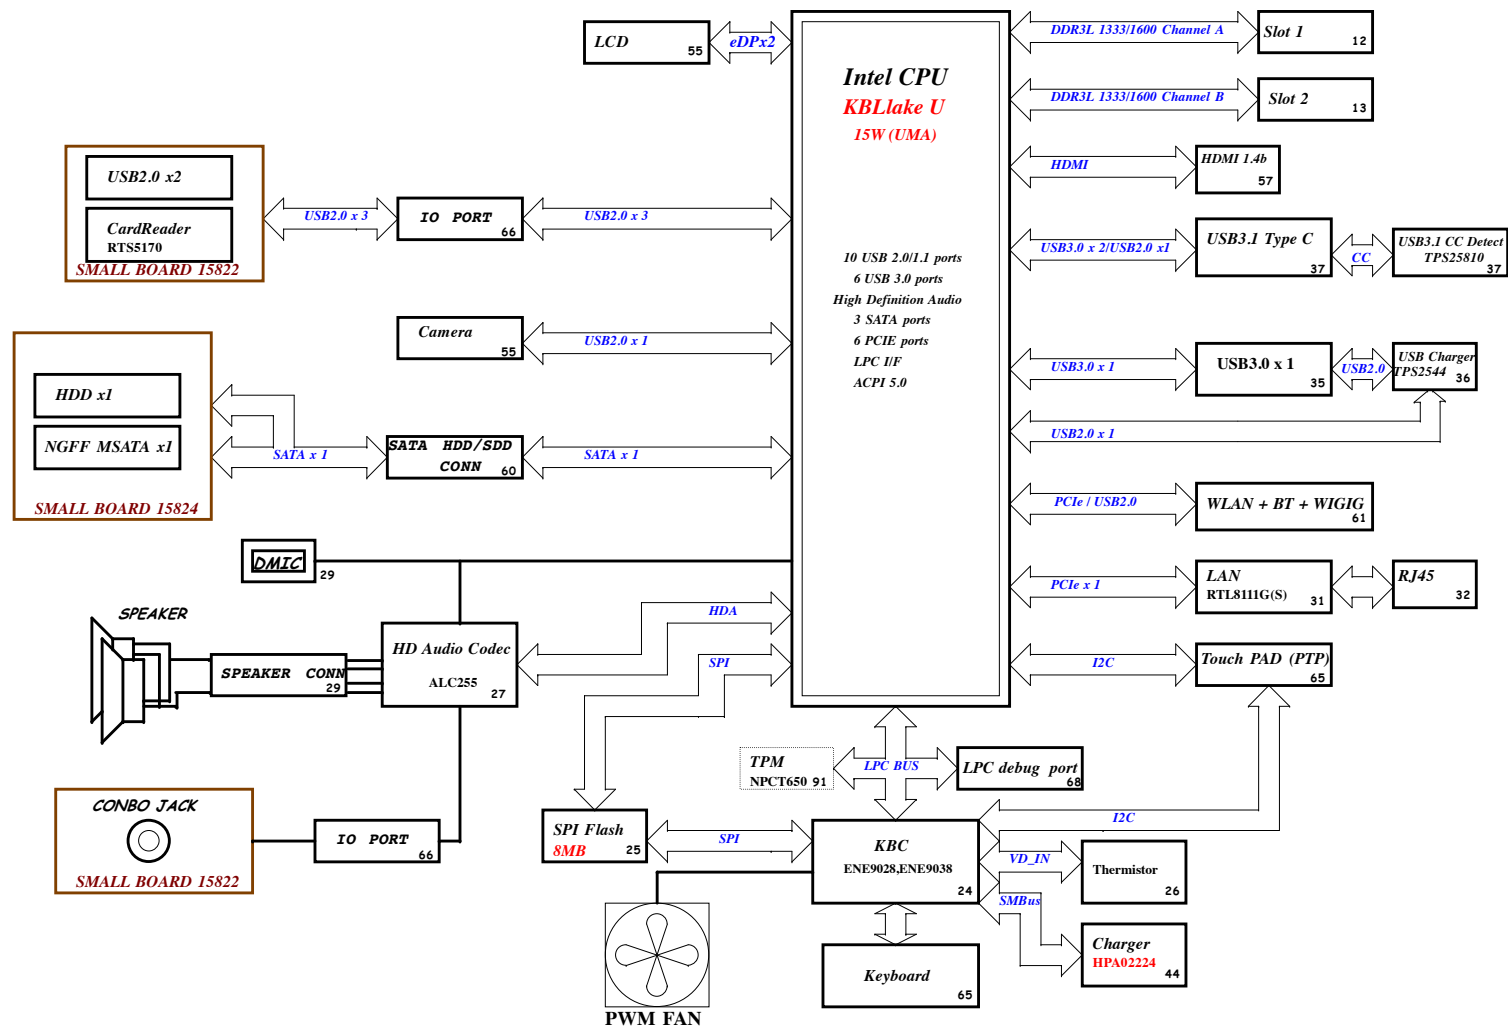 LCD
55
eDPx2
Intel CPU
KBLlake U
15W (UMA)
10 USB 2.0/1.1 ports
6 USB 3.0 ports
High Definition Audio
3 SATA ports
6 PCIE ports
LPC I/F
ACPI 5.0
DDR3L 1333/1600 Channel A
Slot 1
12
DDR3L 1333/1600 Channel B
Slot 2
13
HDMI
HDMI 1.4b
57
USB3.0 x 2/USB2.0 x1
USB3.1 Type C
37
CC
USB3.1 CC Detect
TPS25810
37
USB3.0 x 1
USB3.0 x 1
35
USB2.0
USB Charger
TPS2544
36
USB2.0 x 1
PCIe / USB2.0
WLAN + BT + WIGIG
61
PCIe x 1
LAN
RTL8111G(S)
31
RJ45
32
I2C
Touch PAD (PTP)
65
USB2.0 x2
CardReader
RTS5170
SMALL BOARD 15822
USB2.0 x 3
IO PORT
66
USB2.0 x 3
Camera
55
USB2.0 x 1
HDD x1
NGFF MSATA x1
SMALL BOARD 15824
SATA x 1
SATA HDD/SDD
CONN
60
SATA x 1
DMIC
29
SPEAKER
SPEAKER CONN
29
HD Audio Codec
ALC255
27
HDA
SPI
CONBO JACK
SMALL BOARD 15822
IO PORT
66
TPM
NPCT650 91
LPC BUS
LPC debug port
68
SPI Flash
8MB
25
SPI
KBC
ENE9028,ENE9038
24
I2C
VD_IN
Thermistor
26
SMBus
Charger
HPA02224
44
Keyboard
65
PWM FAN